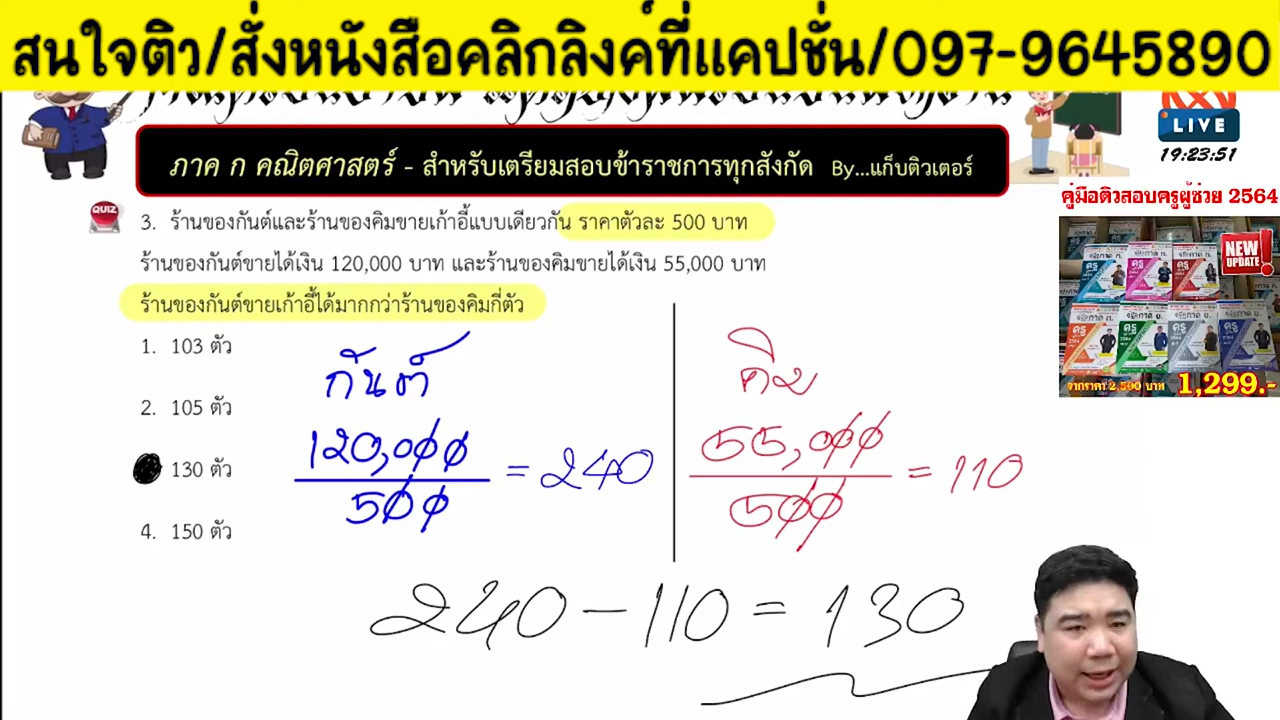 สนใจติว/สั่งหนังสือคลิกลิงค์ที่แคปชั่น/097-9645890
LIVE
19:23:51
ภาค ก คณิตศาสตร์ - สำหรับเตรียมสอบข้าราชการทุกสังกัด By...แก็บติวเตอร์
คู่มือติวสอบครูผู้ช่วย 2564
NEW UPDATE!
จากราคา 2,500 บาท 1,299.-
QUIZ
3. ร้านของกันต์และร้านของคิมขายเก้าอี้แบบเดียวกัน ราคาตัวละ 500 บาท
ร้านของกันต์ขายได้เงิน 120,000 บาท และร้านของคิมขายได้เงิน 55,000 บาท
ร้านของกันต์ขายเก้าอี้ได้มากกว่าร้านของคิมกี่ตัว
1. 103 ตัว
2. 105 ตัว
130 ตัว
4. 150 ตัว
กันต์
120,000
500
= 240
คิม
55,000
500
= 110
240 - 110 = 130